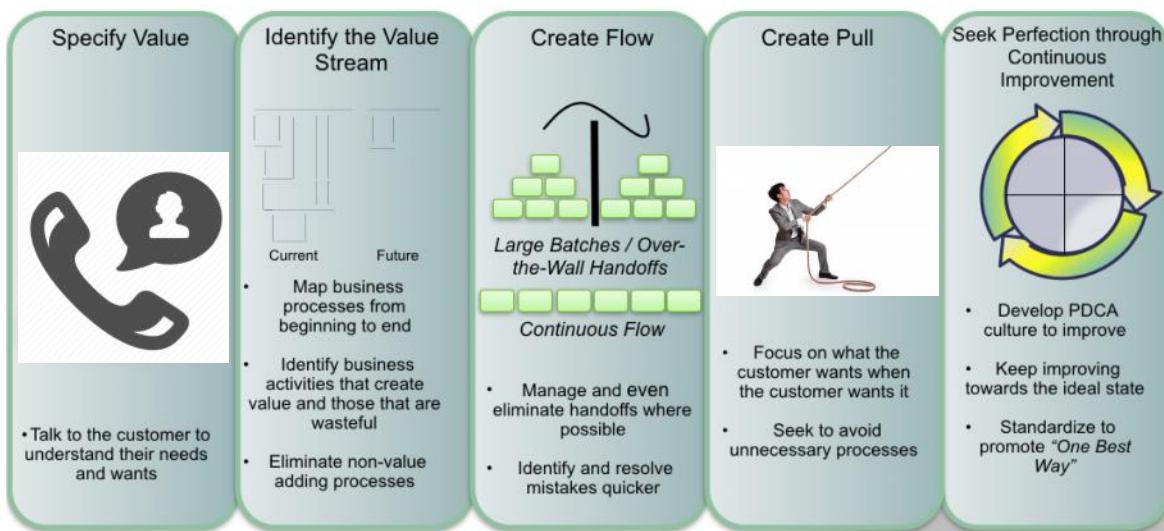 Specify Value
•Talk to the customer to
understand their needs
and wants
Identify the Value
Stream
Current
Future
• Map business
processes from
beginning to end
• Identify business
activities that create
value and those that are
wasteful
• Eliminate non-value
adding processes
Create Flow
Large Batches / Over-
the-Wall Handoffs
Continuous Flow
• Manage and even
eliminate handoffs where
possible
• Identify and resolve
mistakes quicker
Create Pull
• Focus on what the
customer wants when
the customer wants it
• Seek to avoid
unnecessary processes
Seek Perfection through
Continuous
Improvement
• Develop PDCA
culture to improve
• Keep improving
towards the ideal state
• Standardize to
promote “One Best
Way”